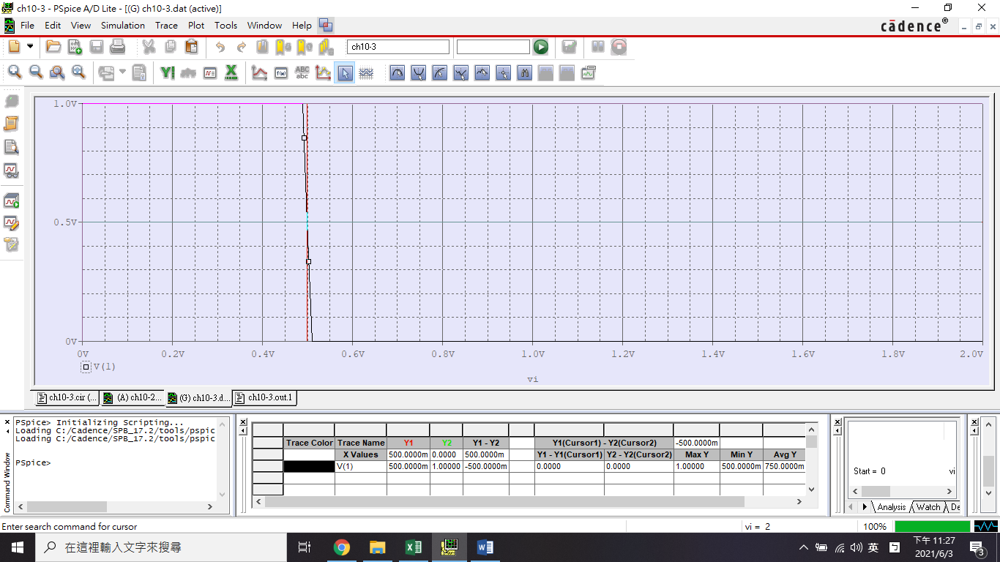 ch10-3 - PSpice A/D Lite - [(G) ch10-3.dat (active)]
File Edit View Simulation Trace Plot Tools Window Help
cādence®
ch10-3
ABC
abc
1.0V
0.5V
0V
0V 0.2V 0.4V 0.6V 0.8V 1.0V 1.2V 1.4V 1.6V 1.8V 2.0V
V(1)
vi
ch10-3.cir (... (A) ch10-2... (G) ch10-3.d... ch10-3.out.1
Command Window
PSpice> Initializing Scripting...
Loading C:/Cadence/SPB_17.2/tools/pspic
Loading C:/Cadence/SPB_17.2/tools/pspic
PSpice>
Trace Color Trace Name Y1 Y2 Y1 - Y2 Y1(Cursor1) - Y2(Cursor2) -500.0000m
X Values 500.0000m 0.0000 500.0000m Y1 - Y1(Cursor1) Y2 - Y2(Cursor2) Max Y Min Y Avg Y
V(1) 500.0000m 1.00000 -500.0000m 0.0000 0.0000 1.00000 500.0000m 750.0000m
Start = 0 vi
Analysis Watch De
Enter search command for cursor
vi = 2
100%
在這裡輸入文字來搜尋
英
下午 11:27
2021/6/3
3